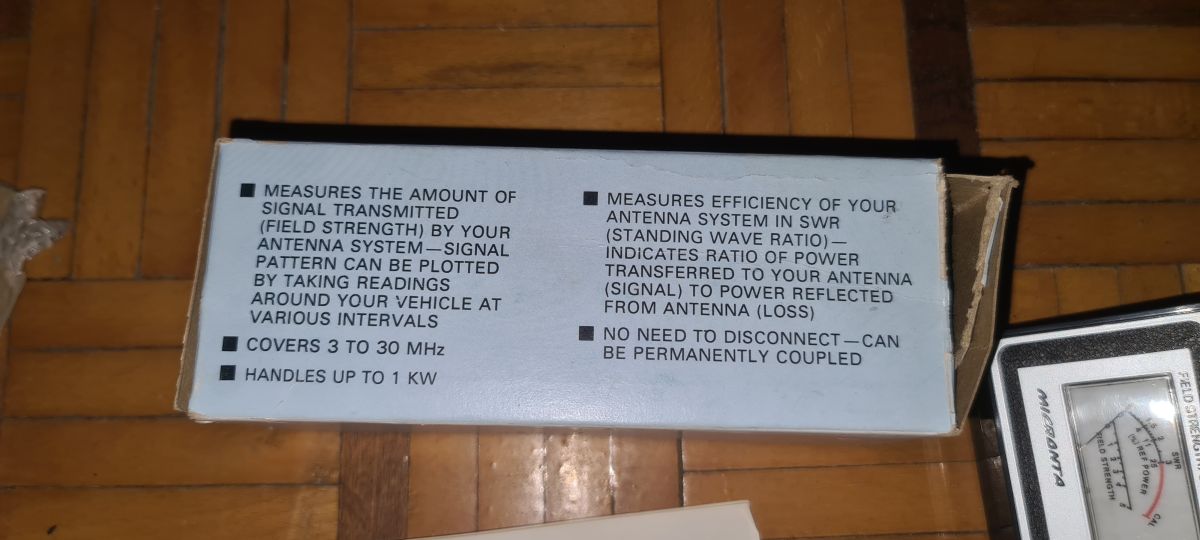 ■ MEASURES THE AMOUNT OF
SIGNAL TRANSMITTED
(FIELD STRENGTH) BY YOUR
ANTENNA SYSTEM—SIGNAL
PATTERN CAN BE PLOTTED
BY TAKING READINGS
AROUND YOUR VEHICLE AT
VARIOUS INTERVALS
■ COVERS 3 TO 30 MHz
■ HANDLES UP TO 1 KW
■ MEASURES EFFICIENCY OF YOUR
ANTENNA SYSTEM IN SWR
(STANDING WAVE RATIO)—
INDICATES RATIO OF POWER
TRANSFERRED TO YOUR ANTENNA
(SIGNAL) TO POWER REFLECTED
FROM ANTENNA (LOSS)
■ NO NEED TO DISCONNECT—CAN
BE PERMANENTLY COUPLED
MICRONTA
FIELD
SWR
REF POWER
FIELD STRENGTH
CAL